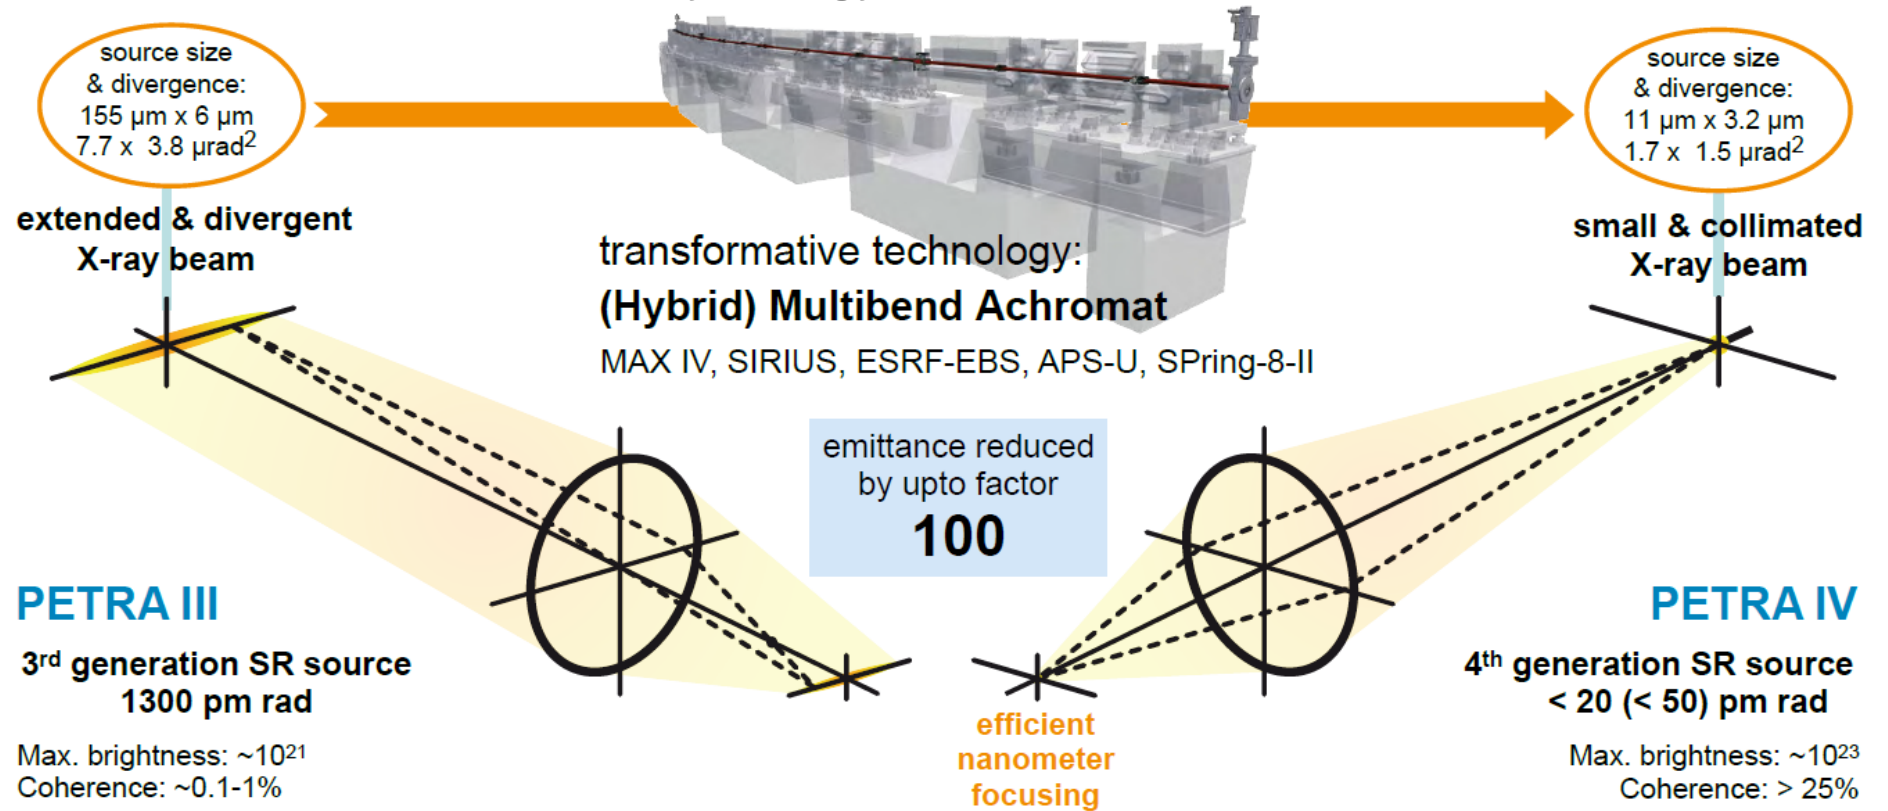 source size
& divergence:
155 µm x 6 µm
7.7 x 3.8 µrad²
extended & divergent
X-ray beam
source size
& divergence:
11 µm x 3.2 µm
1.7 x 1.5 µrad²
small & collimated
X-ray beam
transformative technology:
(Hybrid) Multibend Achromat
MAX IV, SIRIUS, ESRF-EBS, APS-U, SPring-8-II
emittance reduced
by upto factor
100
PETRA III
3rd generation SR source
1300 pm rad
Max. brightness: ~10²¹
Coherence: ~0.1-1%
efficient
nanometer
focusing
PETRA IV
4th generation SR source
< 20 (< 50) pm rad
Max. brightness: ~10²³
Coherence: > 25%